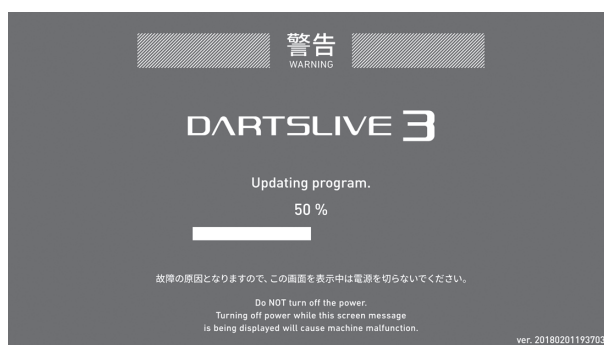 警告
WARNING
DARTSLIVE 3
Updating program.
50 %
故障の原因となりますので、この画面を表示中は電源を切らないでください。
Do NOT turn off the power.
Turning off power while this screen message
is being displayed will cause machine malfunction.
ver. 20180201193703